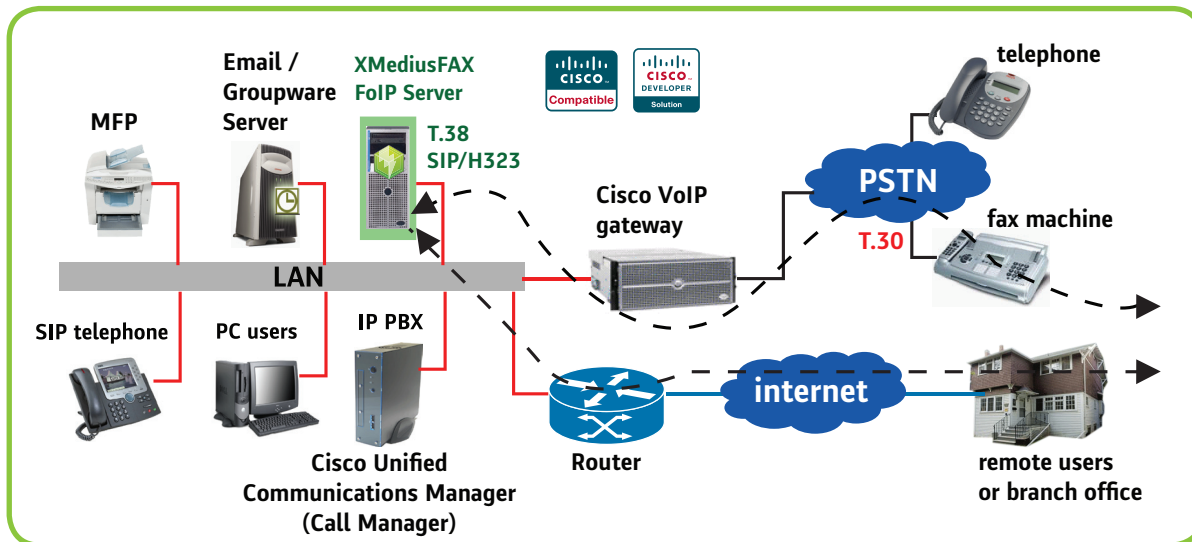 Email /
Groupware
Server
XMediusFAX
FoIP Server
CISCO™
Compatible
CISCO™
DEVELOPER
Solution
telephone
MFP
T.38
SIP/H323
PSTN
Cisco VoIP
gateway
fax machine
T.30
LAN
SIP telephone
PC users
IP PBX
internet
Cisco Unified
Communications Manager
(Call Manager)
Router
remote users
or branch office